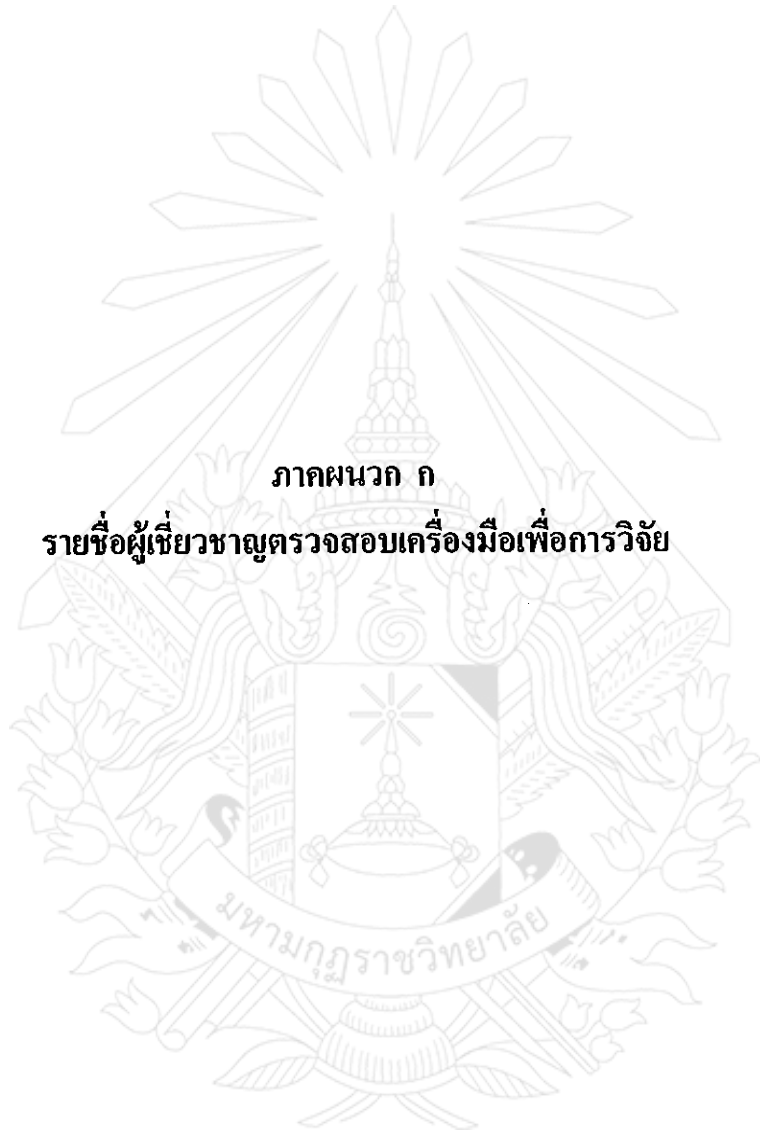 ภาคผนวก ก
รายชื่อผู้เชี่ยวชาญตรวจสอบเครื่องมือเพื่อการวิจัย
มหามกุฏราชวิทยาลัย